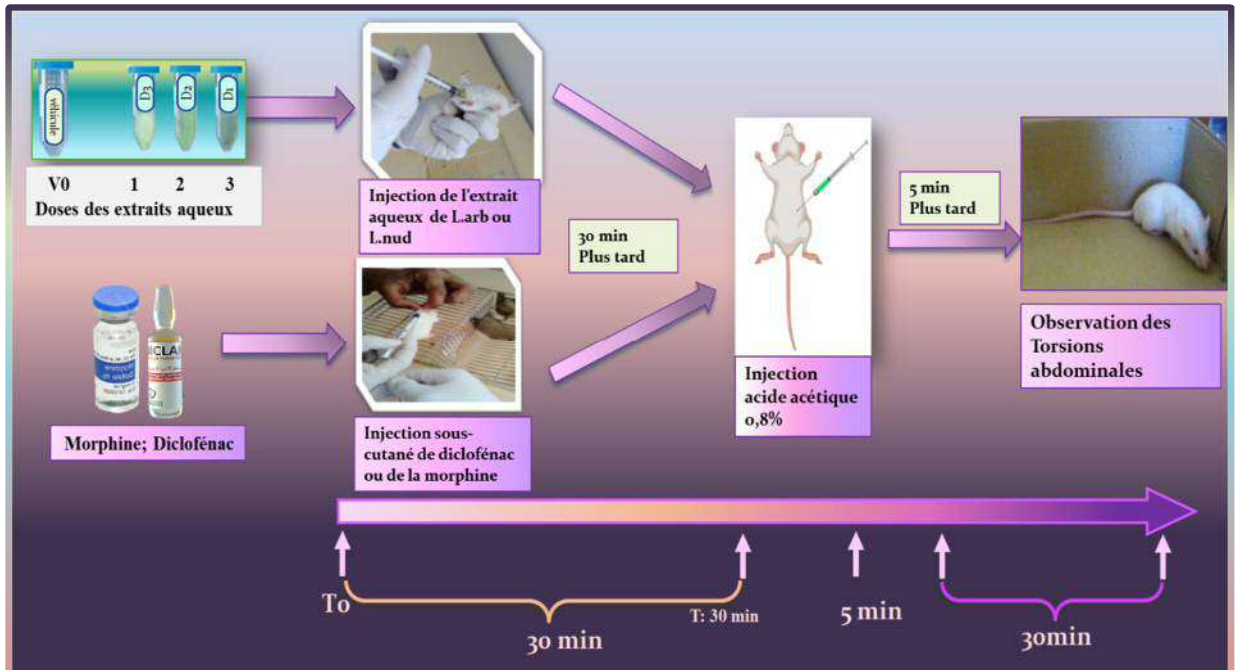 véhicule
D3
D2
D1
V0 1 2 3
Doses des extraits aqueux
Injection de l'extrait
aqueux de L.arb ou
L.nud
30 min
Plus tard
5 min
Plus tard
Injection
acide acétique
0,8%
Observation des
Torsions
abdominales
Morphine; Diclofénac
Injection sous-
cutané de diclofénac
ou de la morphine
To
T: 30 min
5 min
30 min
30min